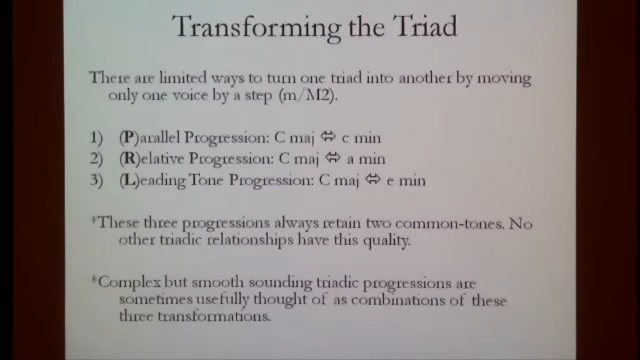 Transforming the Triad
There are limited ways to turn one triad into another by moving
only one voice by a step (m/M2).
1) (P)arallel Progression: C maj ⇔ c min
2) (R)elative Progression: C maj ⇔ a min
3) (L)eading Tone Progression: C maj ⇔ e min
*These three progressions always retain two common-tones. No
other triadic relationships have this quality.
*Complex but smooth sounding triadic progressions are
sometimes usefully thought of as combinations of these
three transformations.